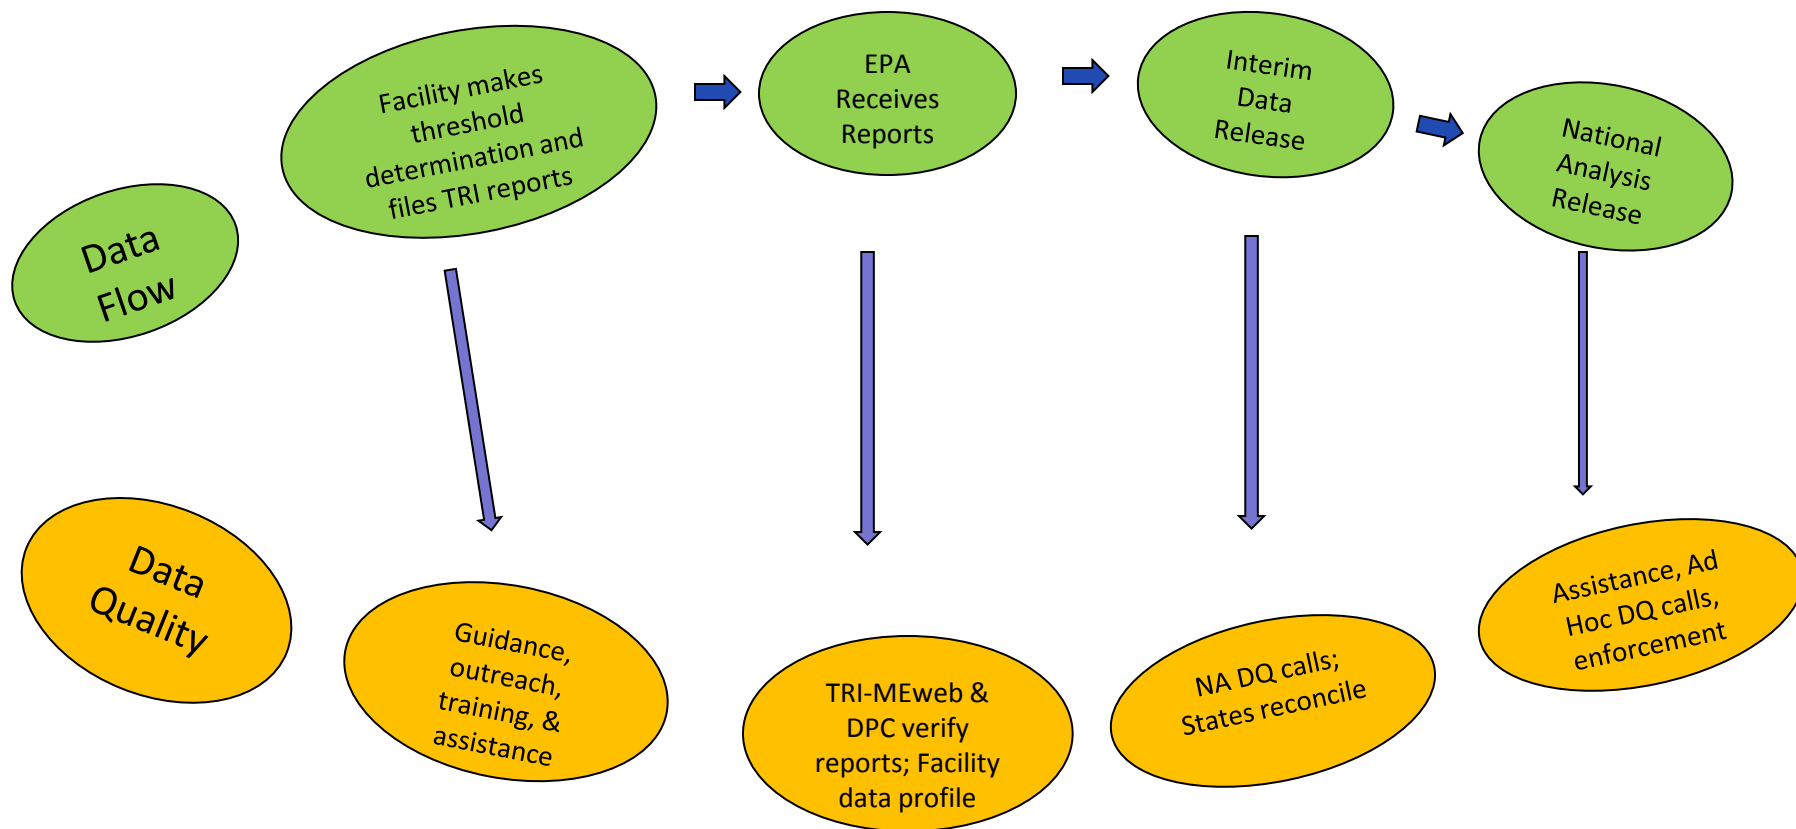 Data
Flow
Facility makes
threshold
determination and
files TRI reports
EPA
Receives
Reports
Interim
Data
Release
National
Analysis
Release
Data
Quality
Guidance,
outreach,
training, &
assistance
TRI-MEweb &
DPC verify
reports; Facility
data profile
NA DQ calls;
States reconcile
Assistance, Ad
Hoc DQ calls,
enforcement